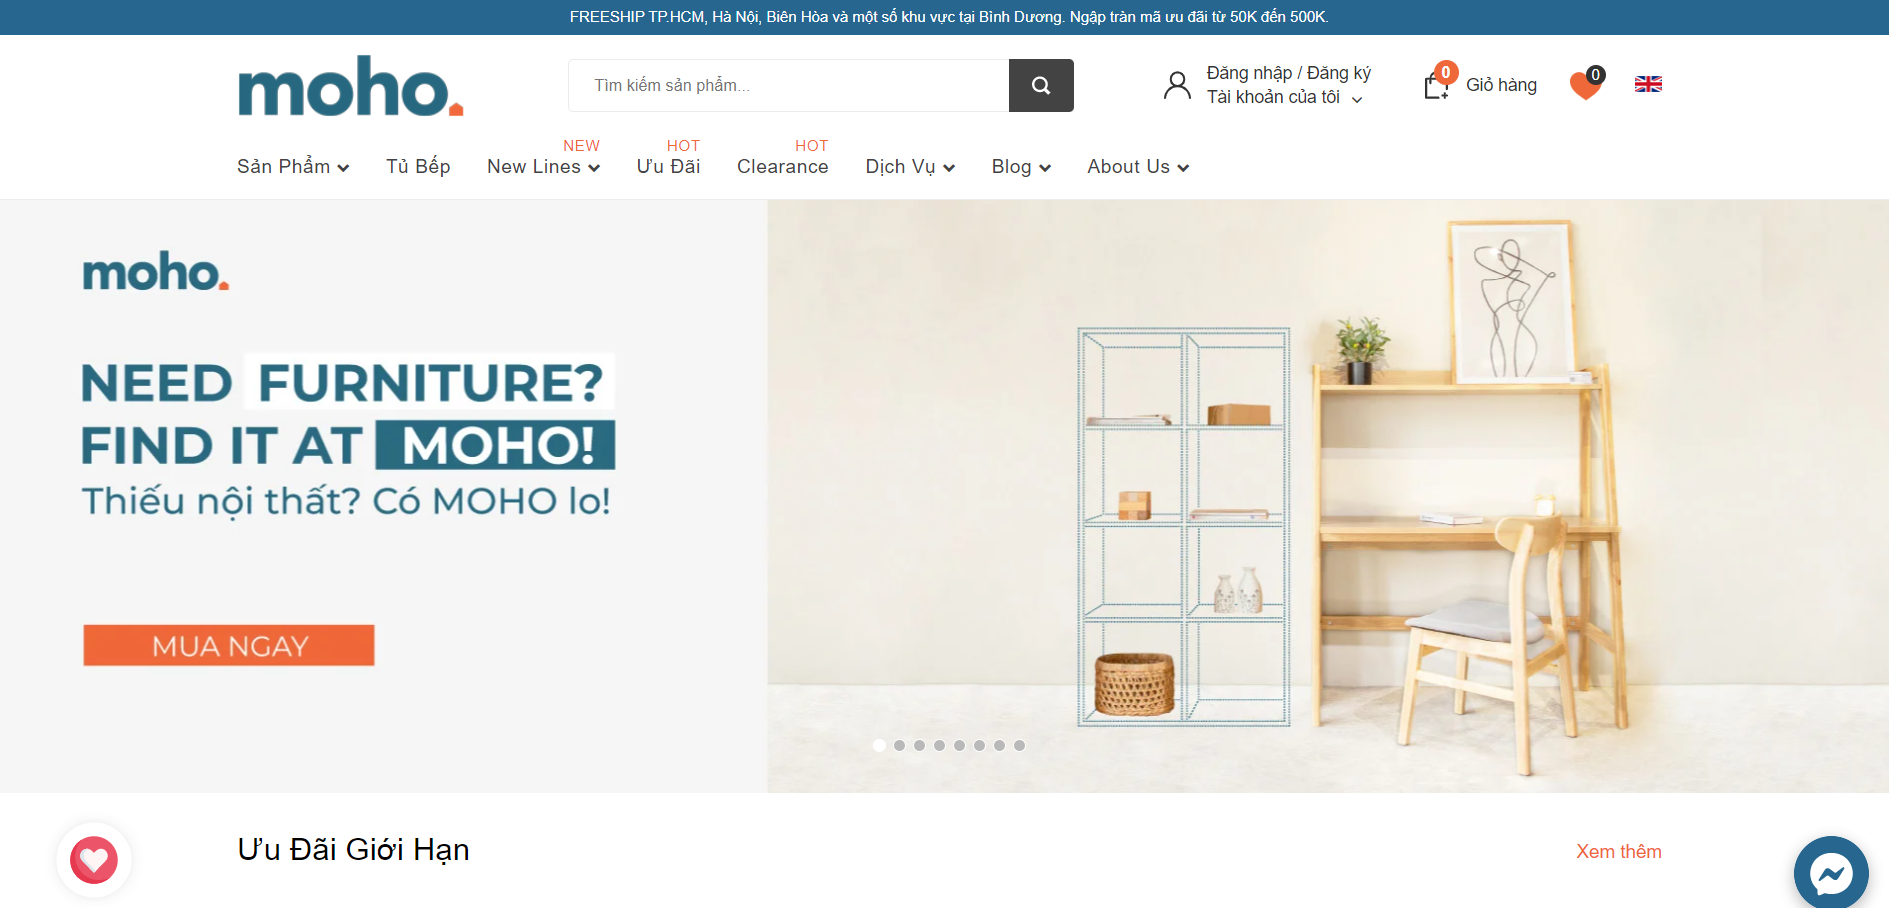 FREESHIP TP.HCM, Hà Nội, Biên Hòa và một số khu vực tại Bình Dương. Ngập tràn mã ưu đãi từ 50K đến 500K.
moho.
Tìm kiếm sản phẩm...
Đăng nhập / Đăng ký
Tài khoản của tôi
0
Giỏ hàng
0
NEW
HOT
HOT
Sản Phẩm
Tủ Bếp
New Lines
Ưu Đãi
Clearance
Dịch Vụ
Blog
About Us
moho.
NEED FURNITURE?
FIND IT AT MOHO!
Thiếu nội thất? Có MOHO lo!
MUA NGAY
Ưu Đãi Giới Hạn
Xem thêm